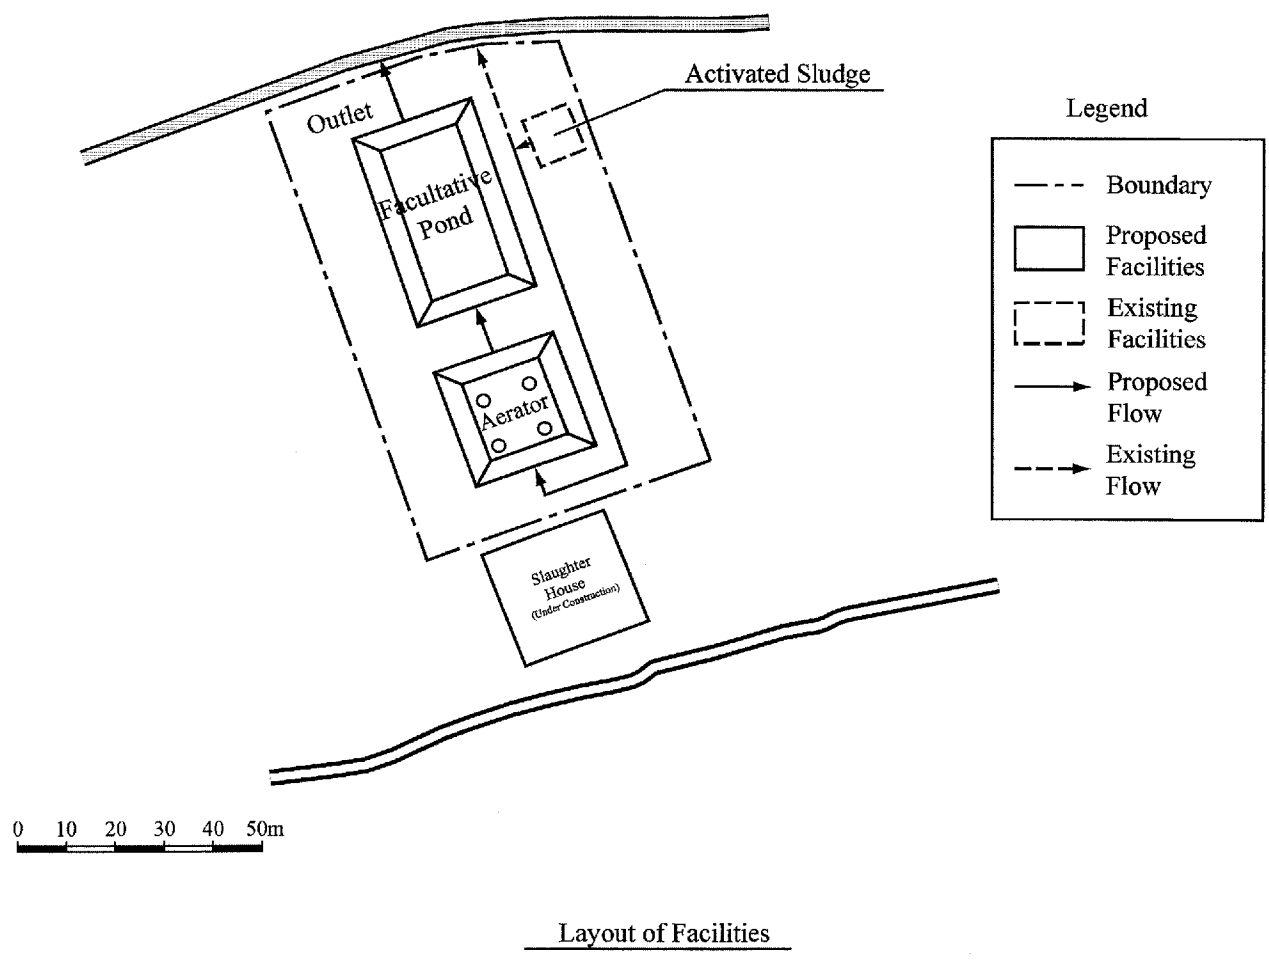 Activated Sludge
Outlet
Facultative
Pond
Aerator
Slaughter
House
(Under Construction)
Legend
Boundary
Proposed
Facilities
Existing
Facilities
Proposed
Flow
Existing
Flow
0 10 20 30 40 50m
Layout of Facilities